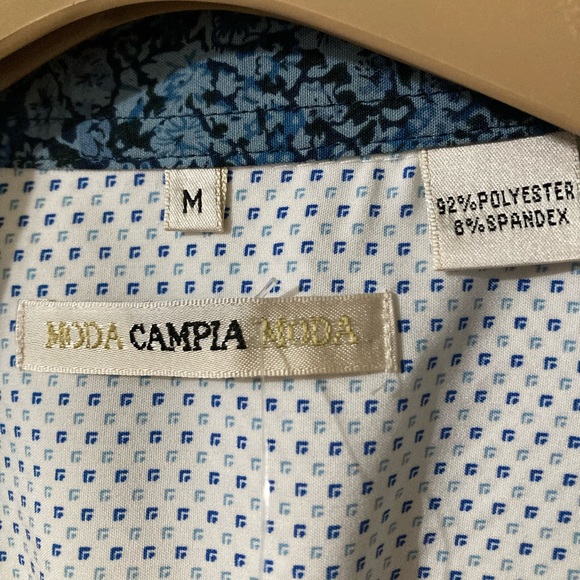 M
92%POLYESTER
8%SPANDEX
MODA CAMPIA MODA